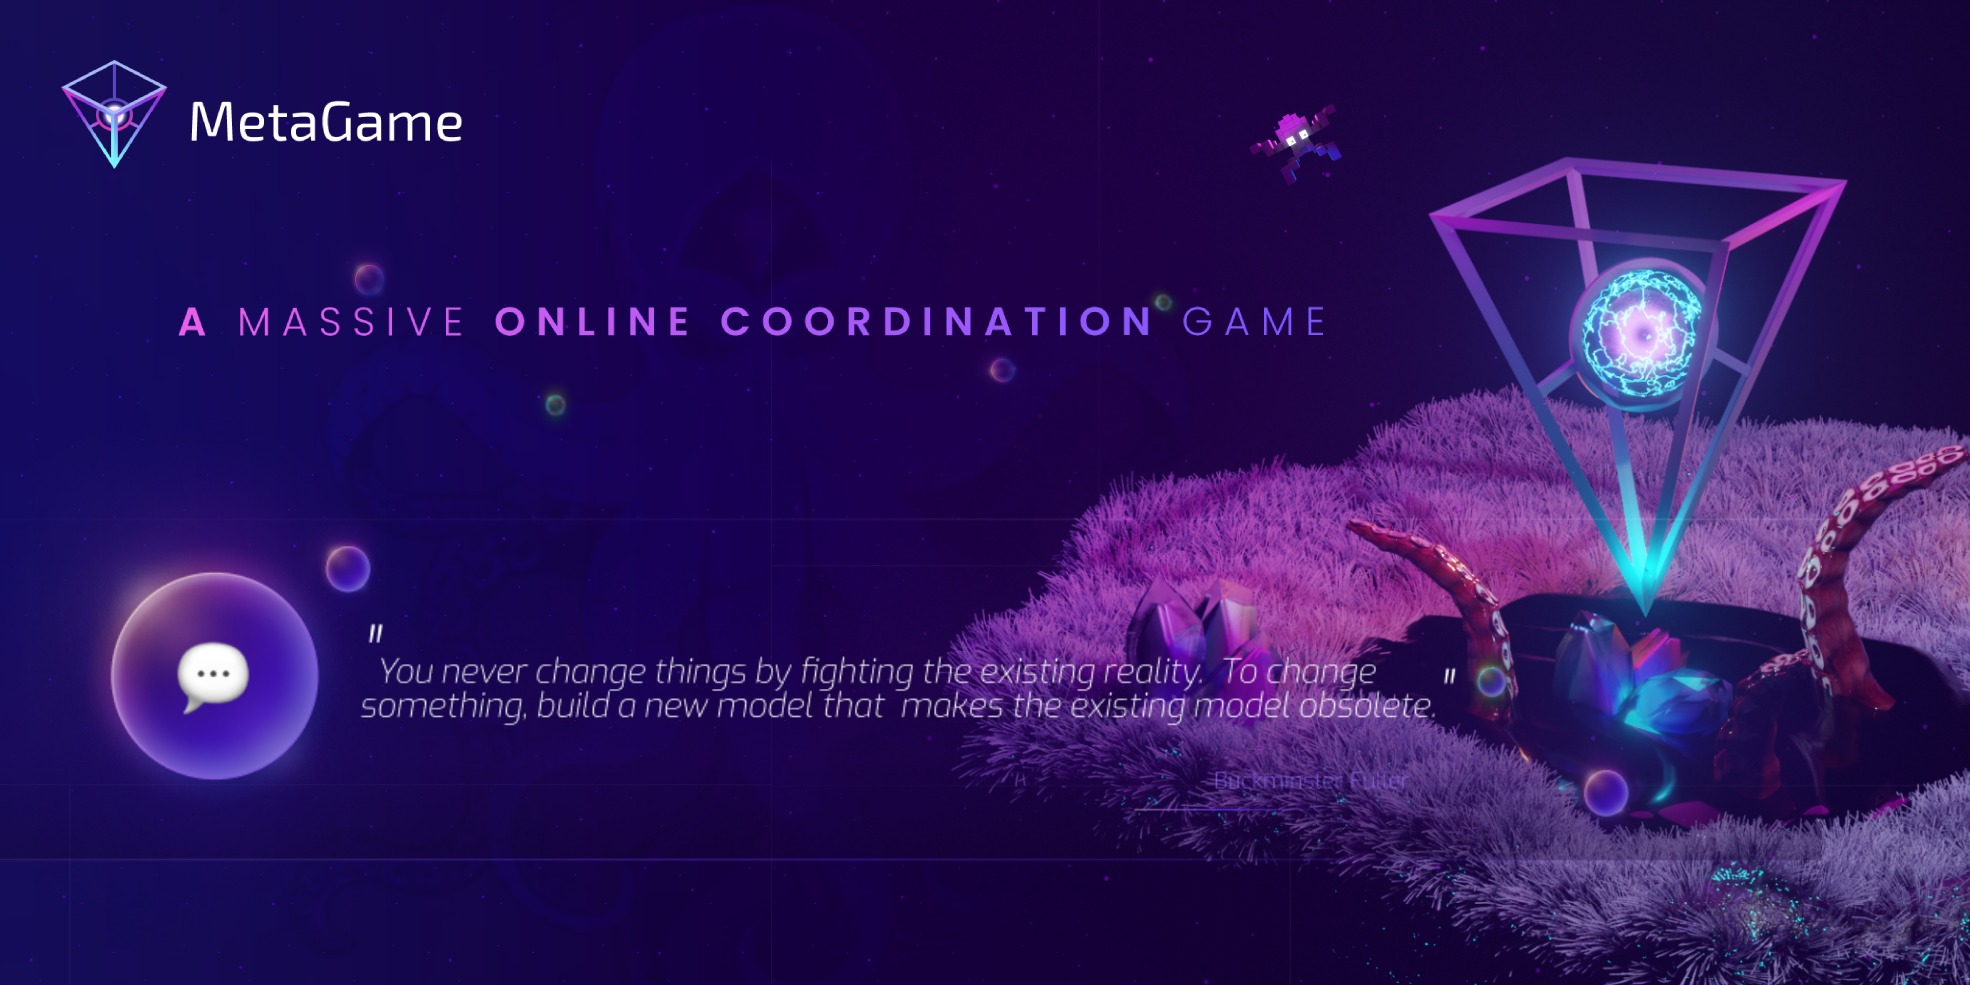 MetaGame
A MASSIVE ONLINE COORDINATION GAME
"
You never change things by fighting the existing reality. To change
something, build a new model that makes the existing model obsolete.
"
Buckminster Fuller